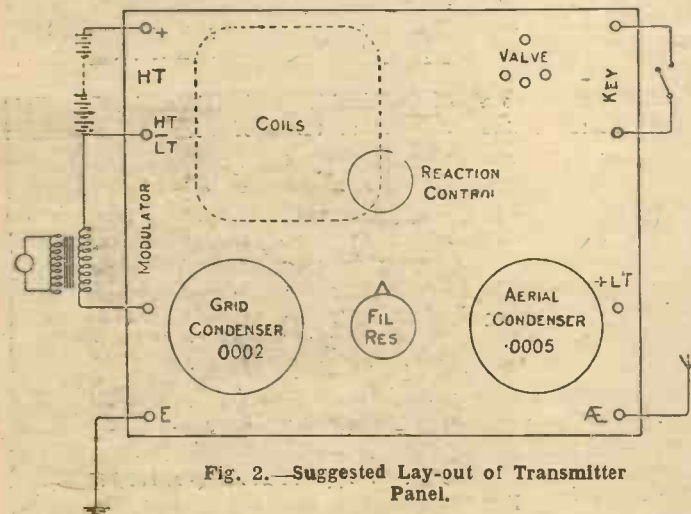 +
HT
HT
LT
MODULATOR
COILS
VALVE
KEY
REACTION
CONTROL
GRID
CONDENSER
.0002
FIL
RES
AERIAL
CONDENSER
.0005
+LT
E
Æ
Fig. 2.—Suggested Lay-out of Transmitter
Panel.